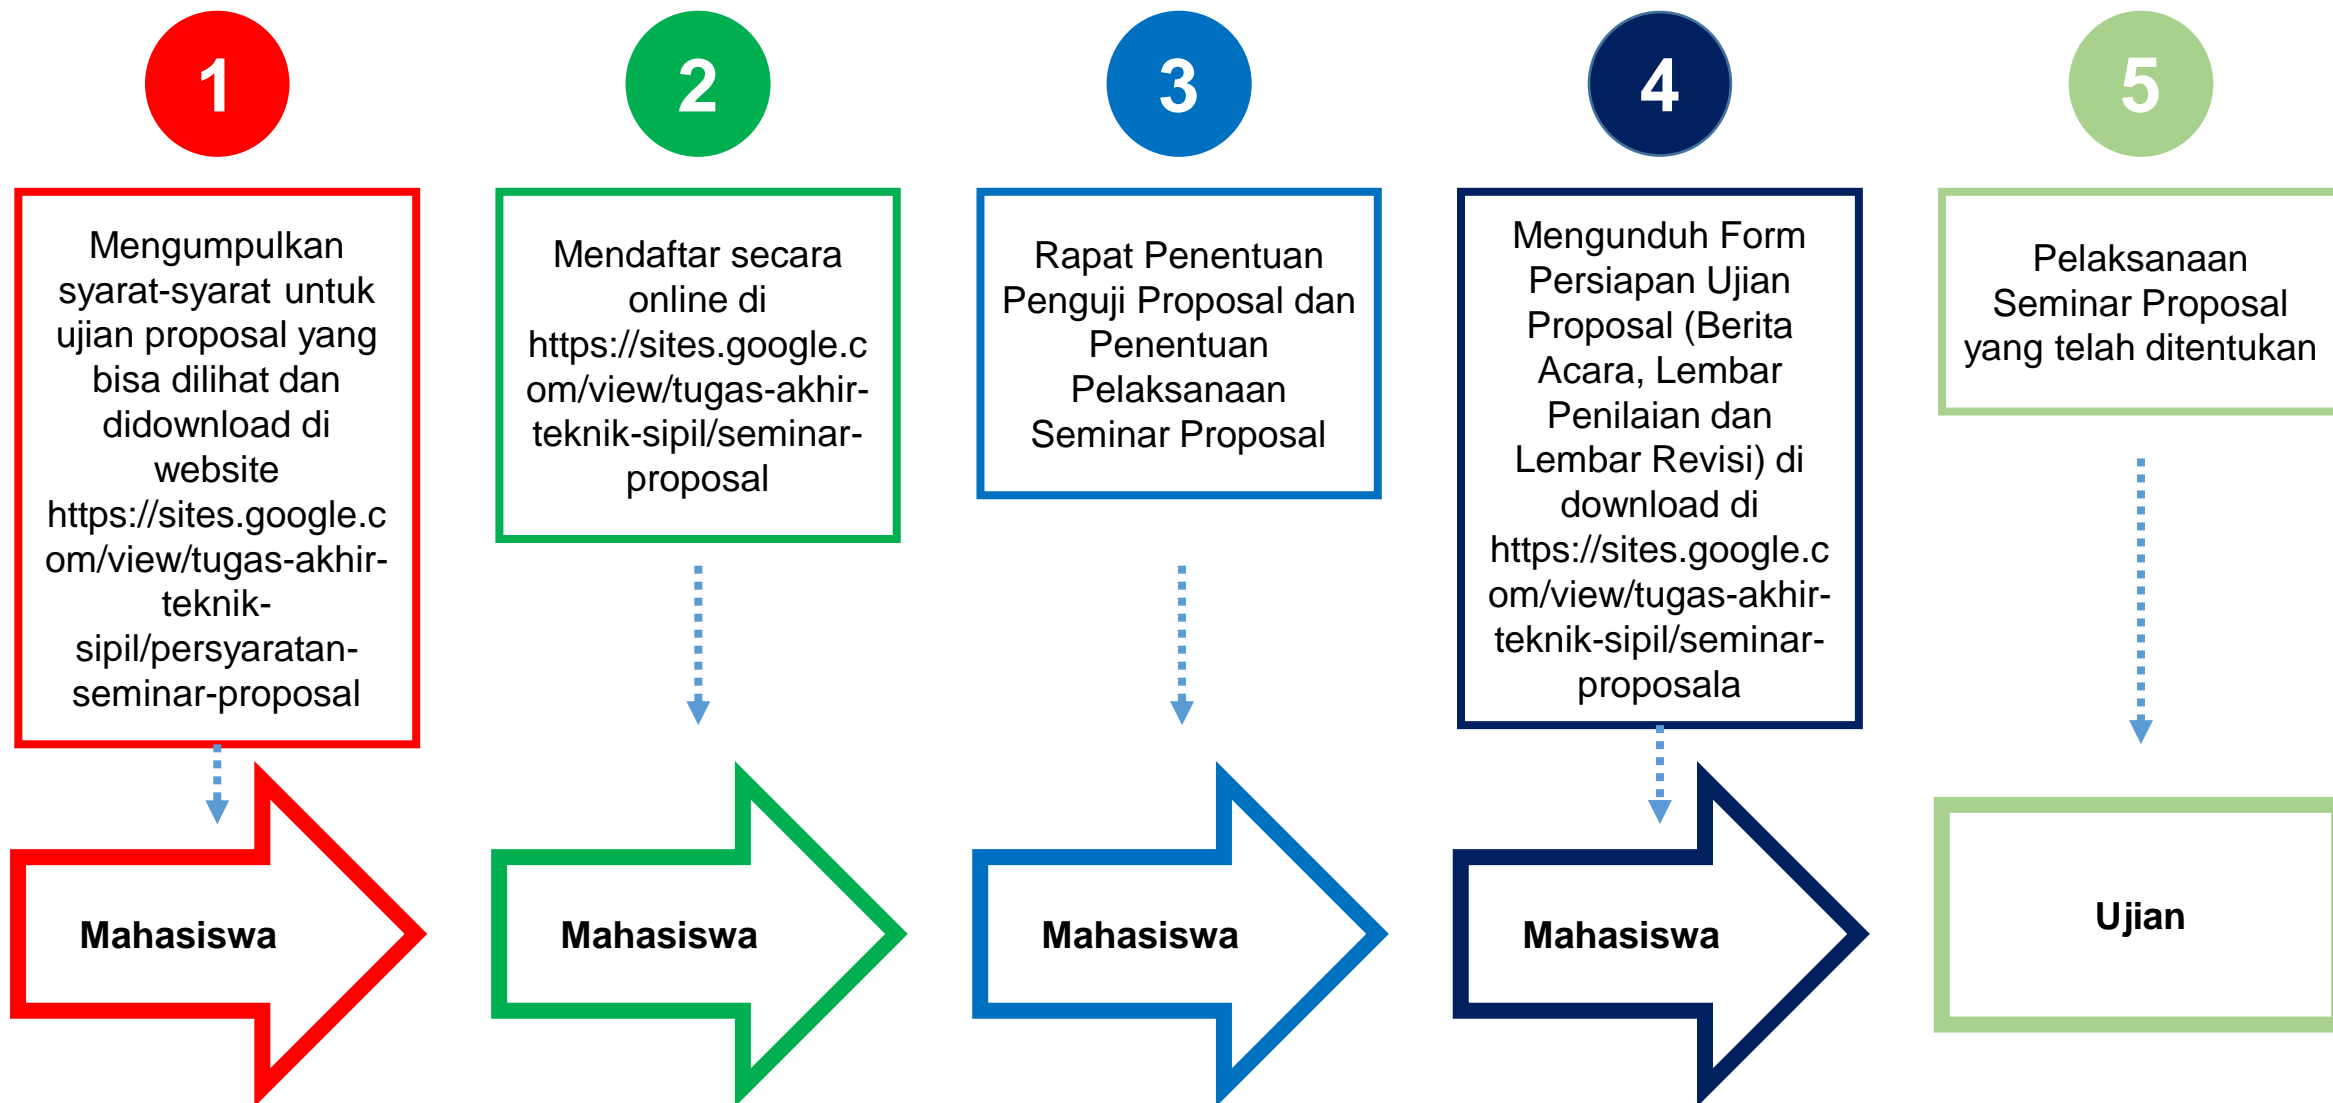 1
2
3
4
5
Mengumpulkan
syarat-syarat untuk
ujian proposal yang
bisa dilihat dan
didownload di
website
https://sites.google.c
om/view/tugas-akhir-
teknik-
sipil/persyaratan-
seminar-proposal
Mendaftar secara
online di
https://sites.google.c
om/view/tugas-akhir-
teknik-sipil/seminar-
proposal
Rapat Penentuan
Penguji Proposal dan
Penentuan
Pelaksanaan
Seminar Proposal
Mengunduh Form
Persiapan Ujian
Proposal (Berita
Acara, Lembar
Penilaian dan
Lembar Revisi) di
download di
https://sites.google.c
om/view/tugas-akhir-
teknik-sipil/seminar-
proposala
Pelaksanaan
Seminar Proposal
yang telah ditentukan
Mahasiswa
Mahasiswa
Mahasiswa
Mahasiswa
Ujian